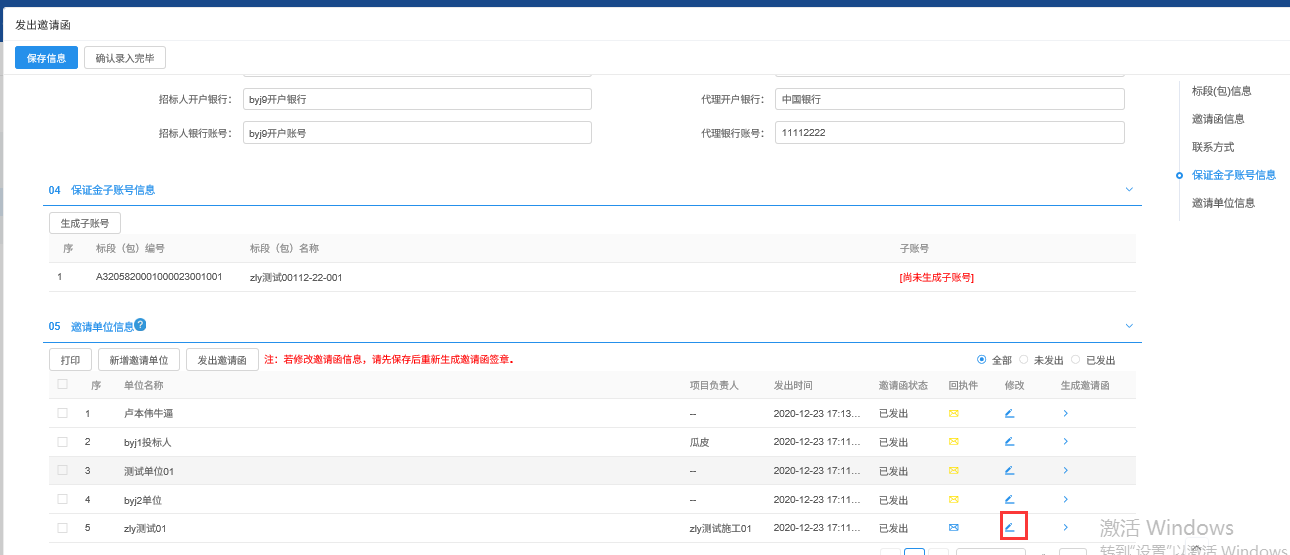 发出邀请函
保存信息 确认录入完毕
招标人开户银行： byj9开户银行 代理开户银行： 中国银行
招标人银行账号： byj9开户账号 代理银行账号： 11112222
标段(包)信息
邀请函信息
联系方式
保证金子账号信息
邀请单位信息
04 保证金子账号信息
生成子账号
序 标段（包）编号 标段（包）名称 子账号
1 A3205820001000023001001 zly测试00112-22-001 [尚未生成子账号]
05 邀请单位信息 ?
打印 新增邀请单位 发出邀请函 注：若修改邀请函信息，请先保存后重新生成邀请函签章。 全部 未发出 已发出
序 单位名称 项目负责人 发出时间 邀请函状态 回执件 修改 生成邀请函
1 卢本伟牛逼 -- 2020-12-23 17:13... 已发出
2 byj1投标人 瓜皮 2020-12-23 17:11... 已发出
3 测试单位01 -- 2020-12-23 17:11... 已发出
4 byj2单位 -- 2020-12-23 17:11... 已发出
5 zly测试01 zly测试施工01 2020-12-23 17:11... 已发出
激活 Windows
转到"设置"以激活 Windows